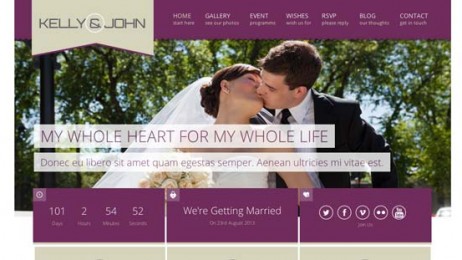 KELLY & JOHN
HOME GALLERY EVENT WISHES RSVP BLOG CONTACT
start here see our photos programme wish us for please reply our thoughts get in touch
MY WHOLE HEART FOR MY WHOLE LIFE
Donec eu libero sit amet quam egestas semper. Aenean ultricies mi vitae est.
101 2 54 52
Days Hours Minutes Seconds
We're Getting Married
On 23rd August 2013
Join Us